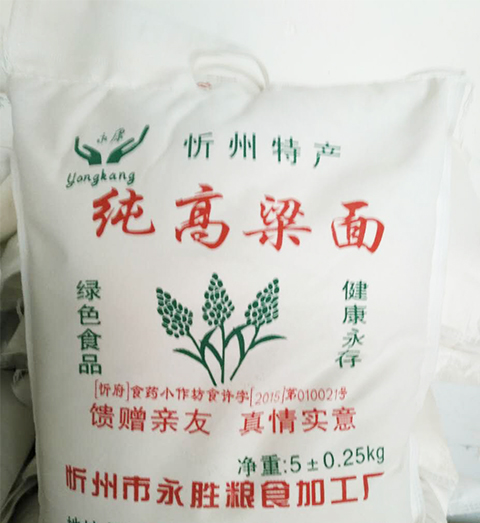 永康
Yongkang
忻州特产
纯高梁面
绿色食品
健康永存
[忻府]食药小作坊食许字[2015]第010021号
馈赠亲友 真情实意
净重:5±0.25kg
忻州市永胜粮食加工厂